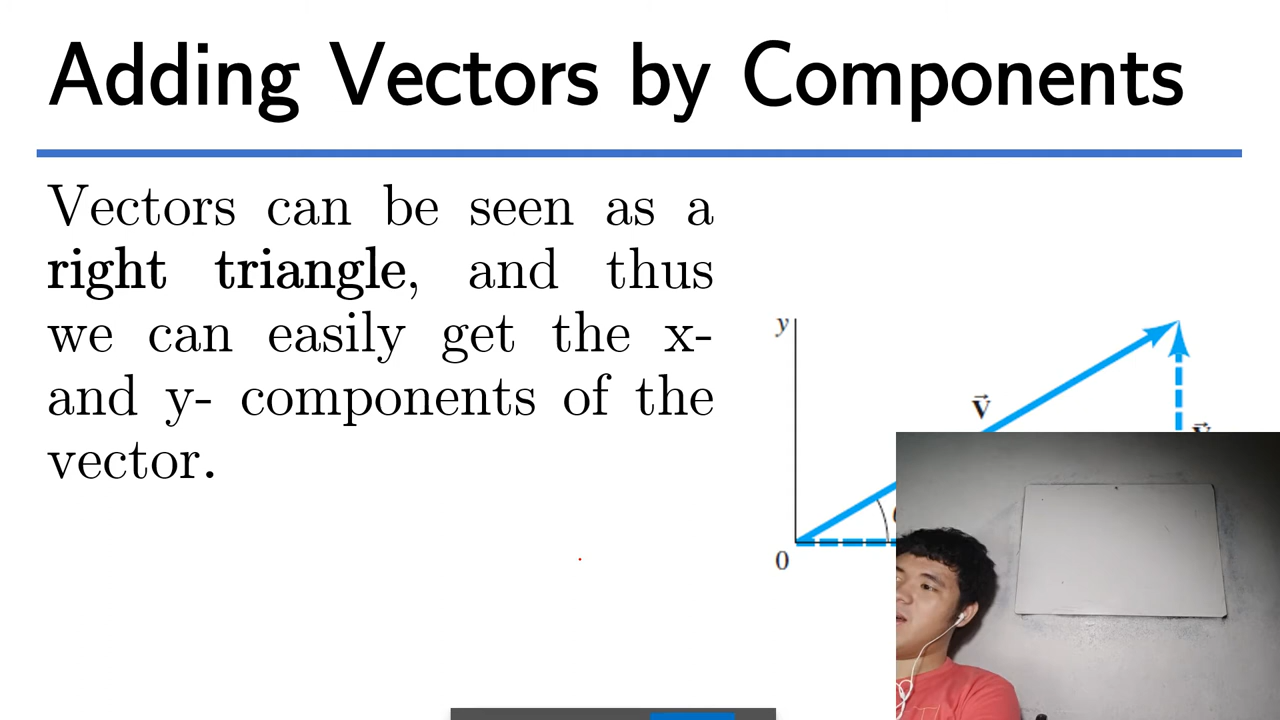 Adding Vectors by Components
Vectors can be seen as a
right triangle, and thus
we can easily get the x-
and y- components of the
vector.
y
v⃗
0